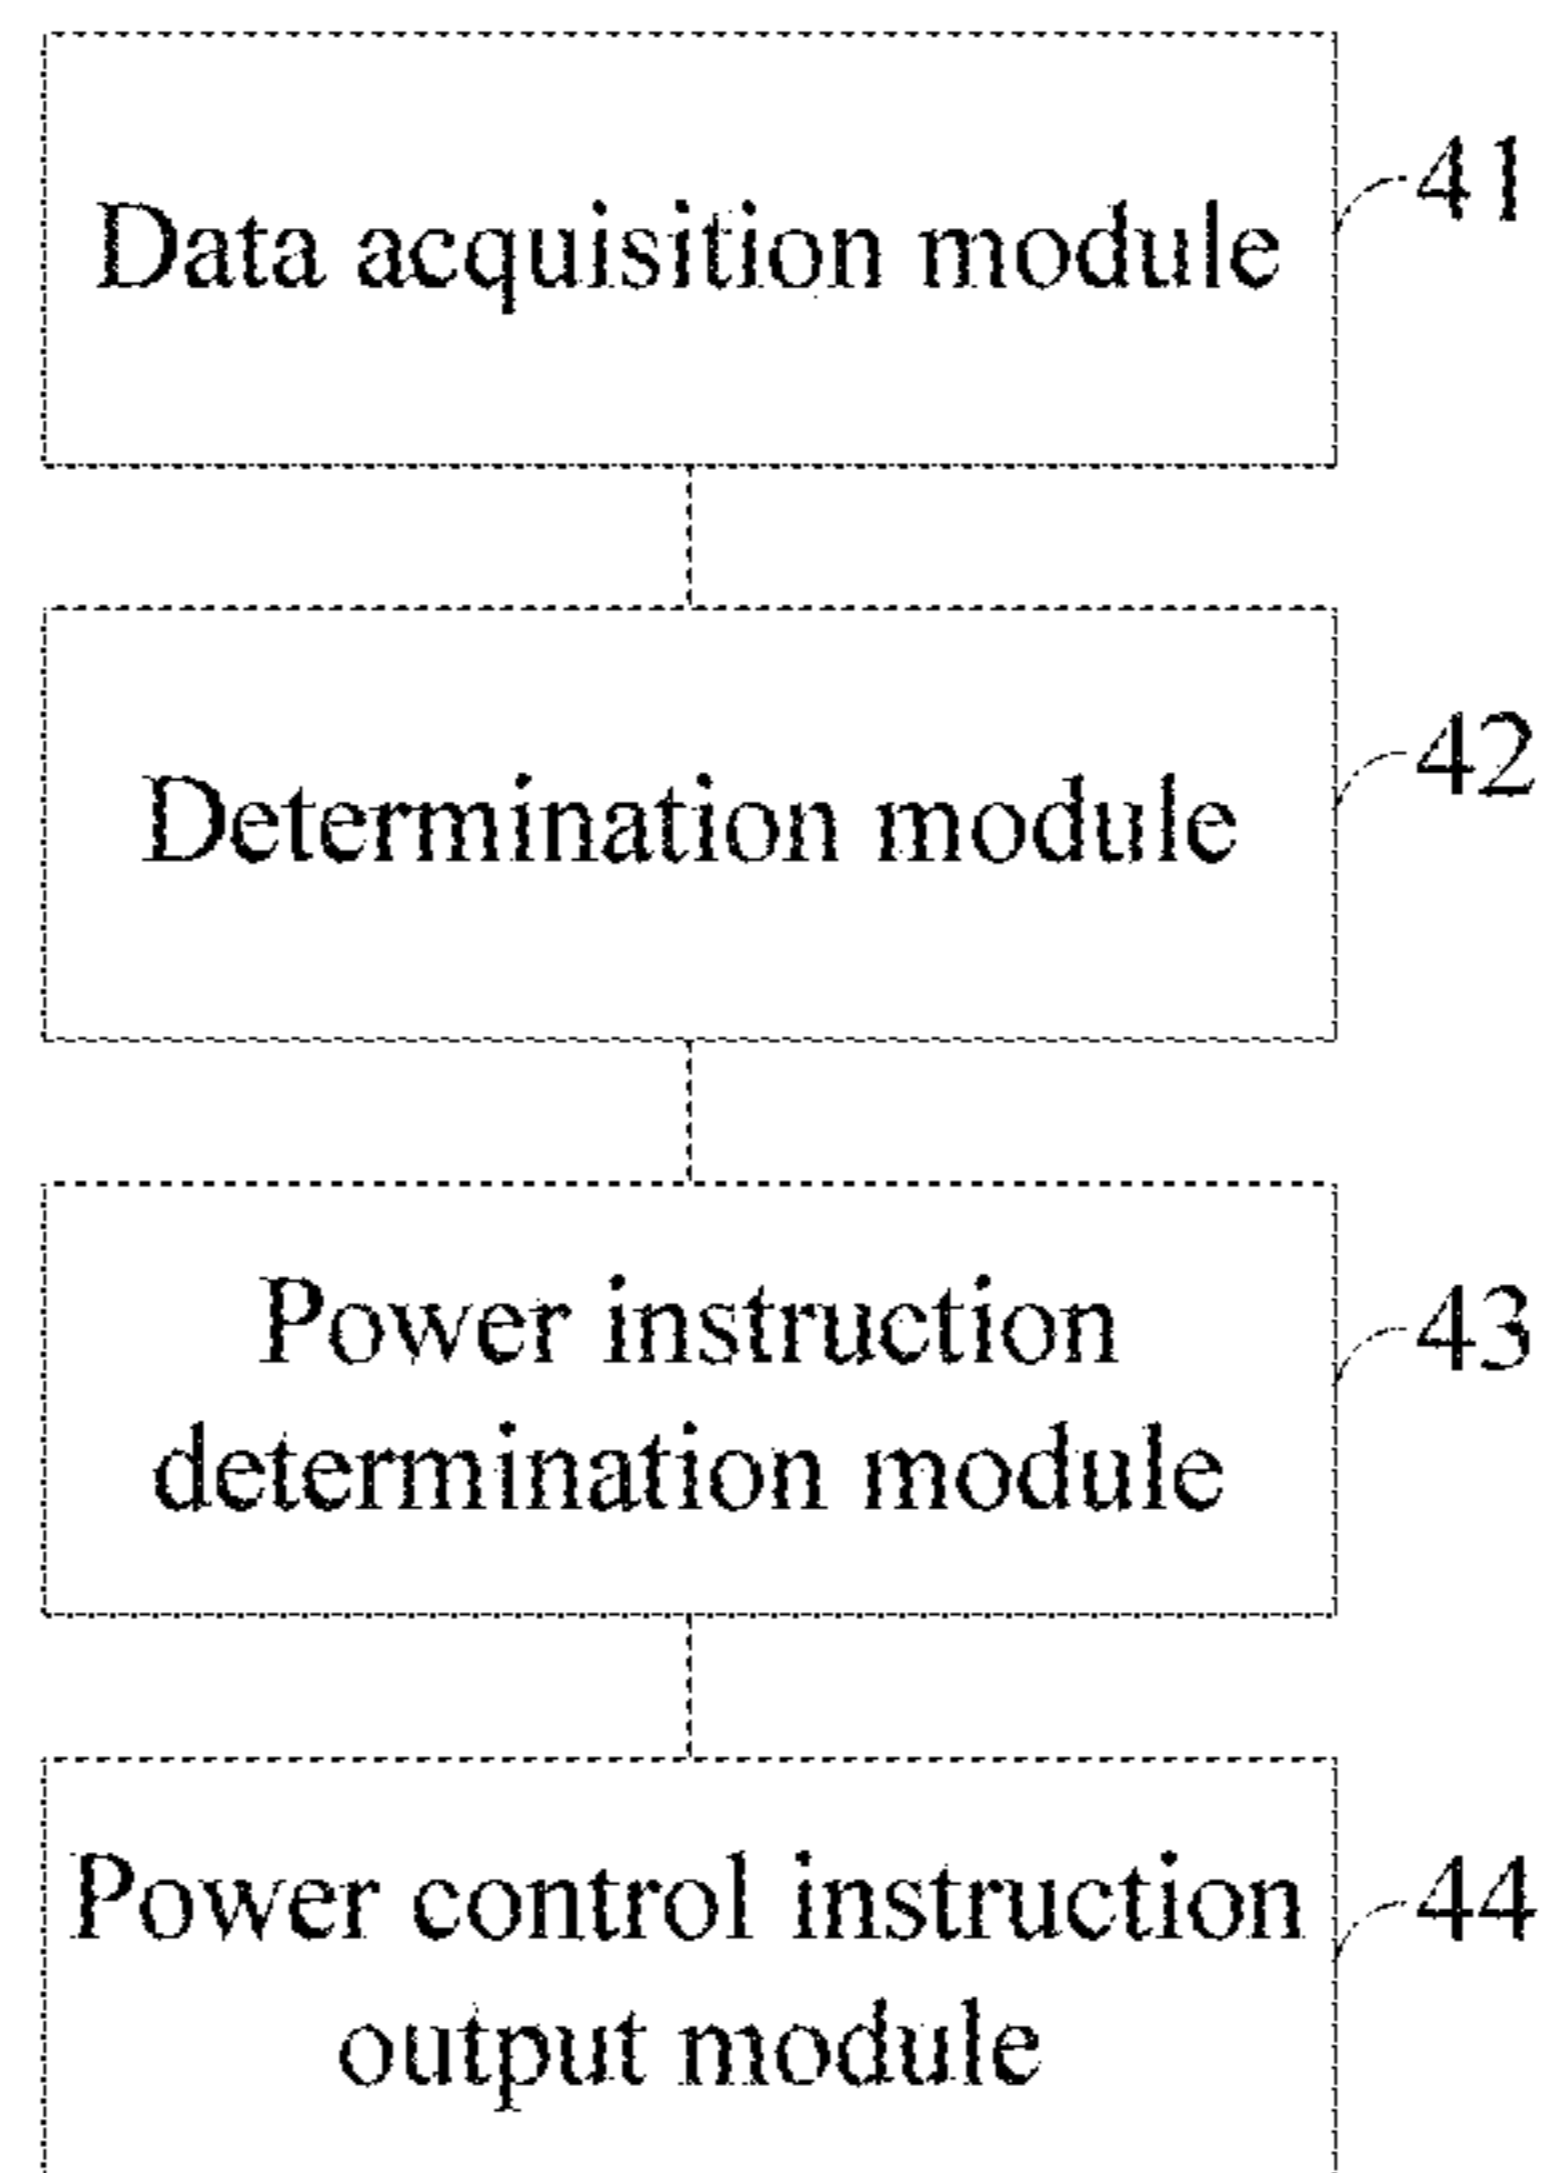 Data acquisition module
41
Determination module
42
Power instruction
determination module
43
Power control instruction
output module
44